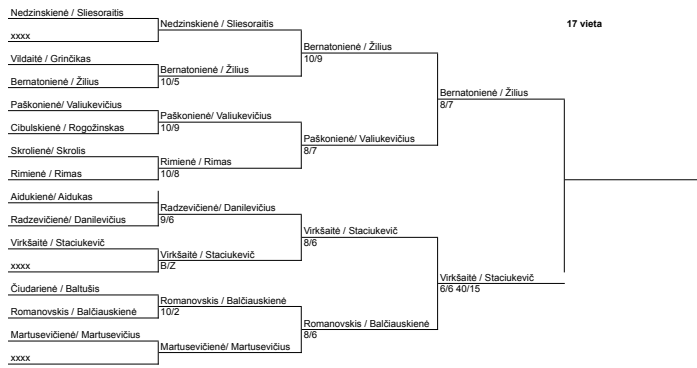 Nedzinskienė / Sliesoraitis
xxxx
Vildaitė / Grinčikas
Bernatonienė / Žilius
Paškonienė/ Valiukevičius
Cibulskienė / Rogožinskas
Skrolienė/ Skrolis
Rimienė / Rimas
Aidukienė/ Aidukas
Radzevičienė/ Danilevičius
Virkšaitė / Staciukevič
xxxx
Čiudarienė / Baltušis
Romanovskis / Balčiauskienė
Martusevičienė/ Martusevičius
xxxx
Nedzinskienė / Sliesoraitis
Bernatonienė / Žilius
10/5
Paškonienė/ Valiukevičius
10/9
Rimienė / Rimas
10/8
Radzevičienė/ Danilevičius
9/6
Virkšaitė / Staciukevič
B/Z
Romanovskis / Balčiauskienė
10/2
Martusevičienė/ Martusevičius
Bernatonienė / Žilius
10/9
Paškonienė/ Valiukevičius
8/7
Virkšaitė / Staciukevič
8/6
Romanovskis / Balčiauskienė
8/6
Bernatonienė / Žilius
8/7
Virkšaitė / Staciukevič
6/6 40/15
17 vieta